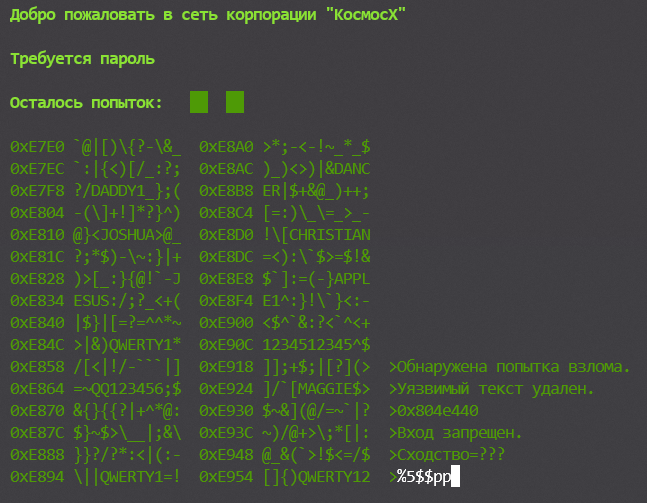 Добро пожаловать в сеть корпорации "КосмосХ"
Требуется пароль
Осталось попыток:
0xE7E0 `@|[)\{?-\&_ 0xE8A0 >*;-<-!~_*_$
0xE7EC `:|{<)[/_:?; 0xE8AC )_)<>)|&DANC
0xE7F8 ?/DADDY1_};( 0xE8B8 ER|$+&@_)++;
0xE804 -(\]+!]*?}^) 0xE8C4 [=:)\_\=_>_-
0xE810 @}<JOSHUA>@_ 0xE8D0 !\[CHRISTIAN
0xE81C ?;*$)-\~:}|+ 0xE8DC =<):\`$>=$!&
0xE828 )>[_:}{@!`-J 0xE8E8 $`]:=(-}APPL
0xE834 ESUS:/;?_<+( 0xE8F4 E1^:}!\`}<:-
0xE840 |$}|[=?=^^*~ 0xE900 <$^`&:?<`^<+
0xE84C >|&)QWERTY1* 0xE90C 1234512345^$
0xE858 /[<|!/-```|] 0xE918 ]];+$;|[?](> >Обнаружена попытка взлома.
0xE864 =~QQ123456;$ 0xE924 ]/`[MAGGIE$> >Уязвимый текст удален.
0xE870 &{}{{?|+^*@: 0xE930 $~&](@/=~`|? >0x804e440
0xE87C $}~$>\__|;&\ 0xE93C ~)/@+>\;*[|: >Вход запрещен.
0xE888 }}?/?*:<|(:- 0xE948 @_&(`>!$<=/$ >Сходство=???
0xE894 \||QWERTY1=! 0xE954 []{)QWERTY12 >%5$$pp